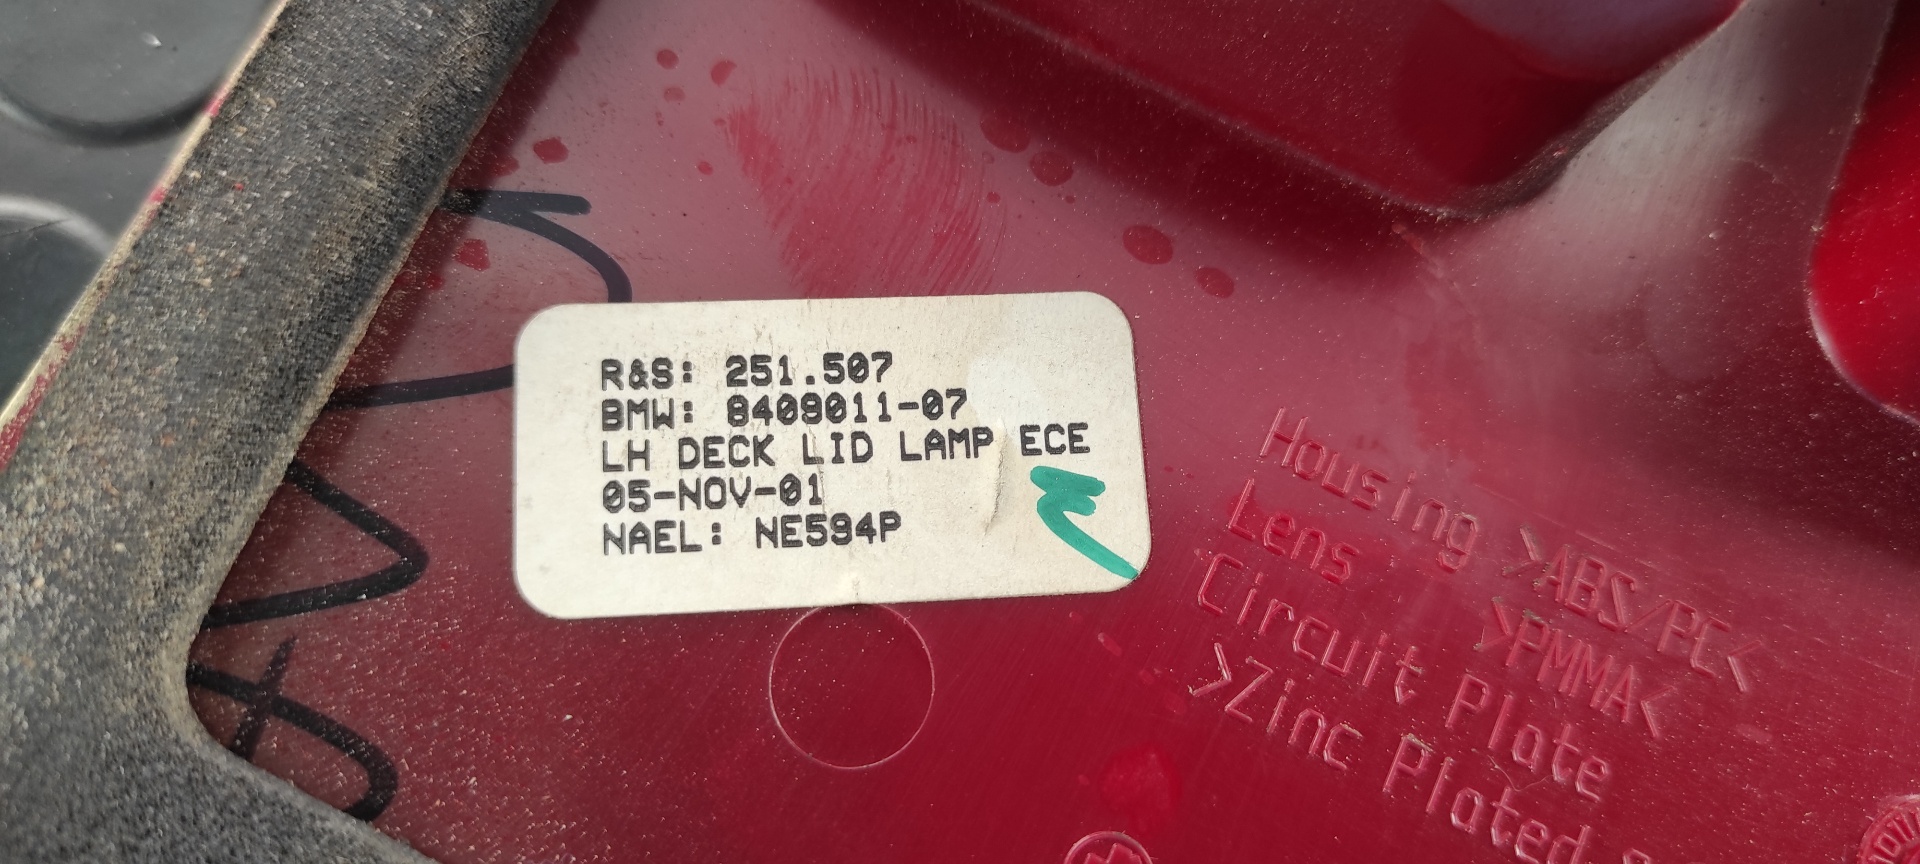 R&S: 251.507
BMW: 8409011-07
LH DECK LID LAMP ECE
05-NOV-01
NAEL: NE594P
Housing >ABS/PC<
Lens >PMMA<
Circuit Plate
>Zinc Plated